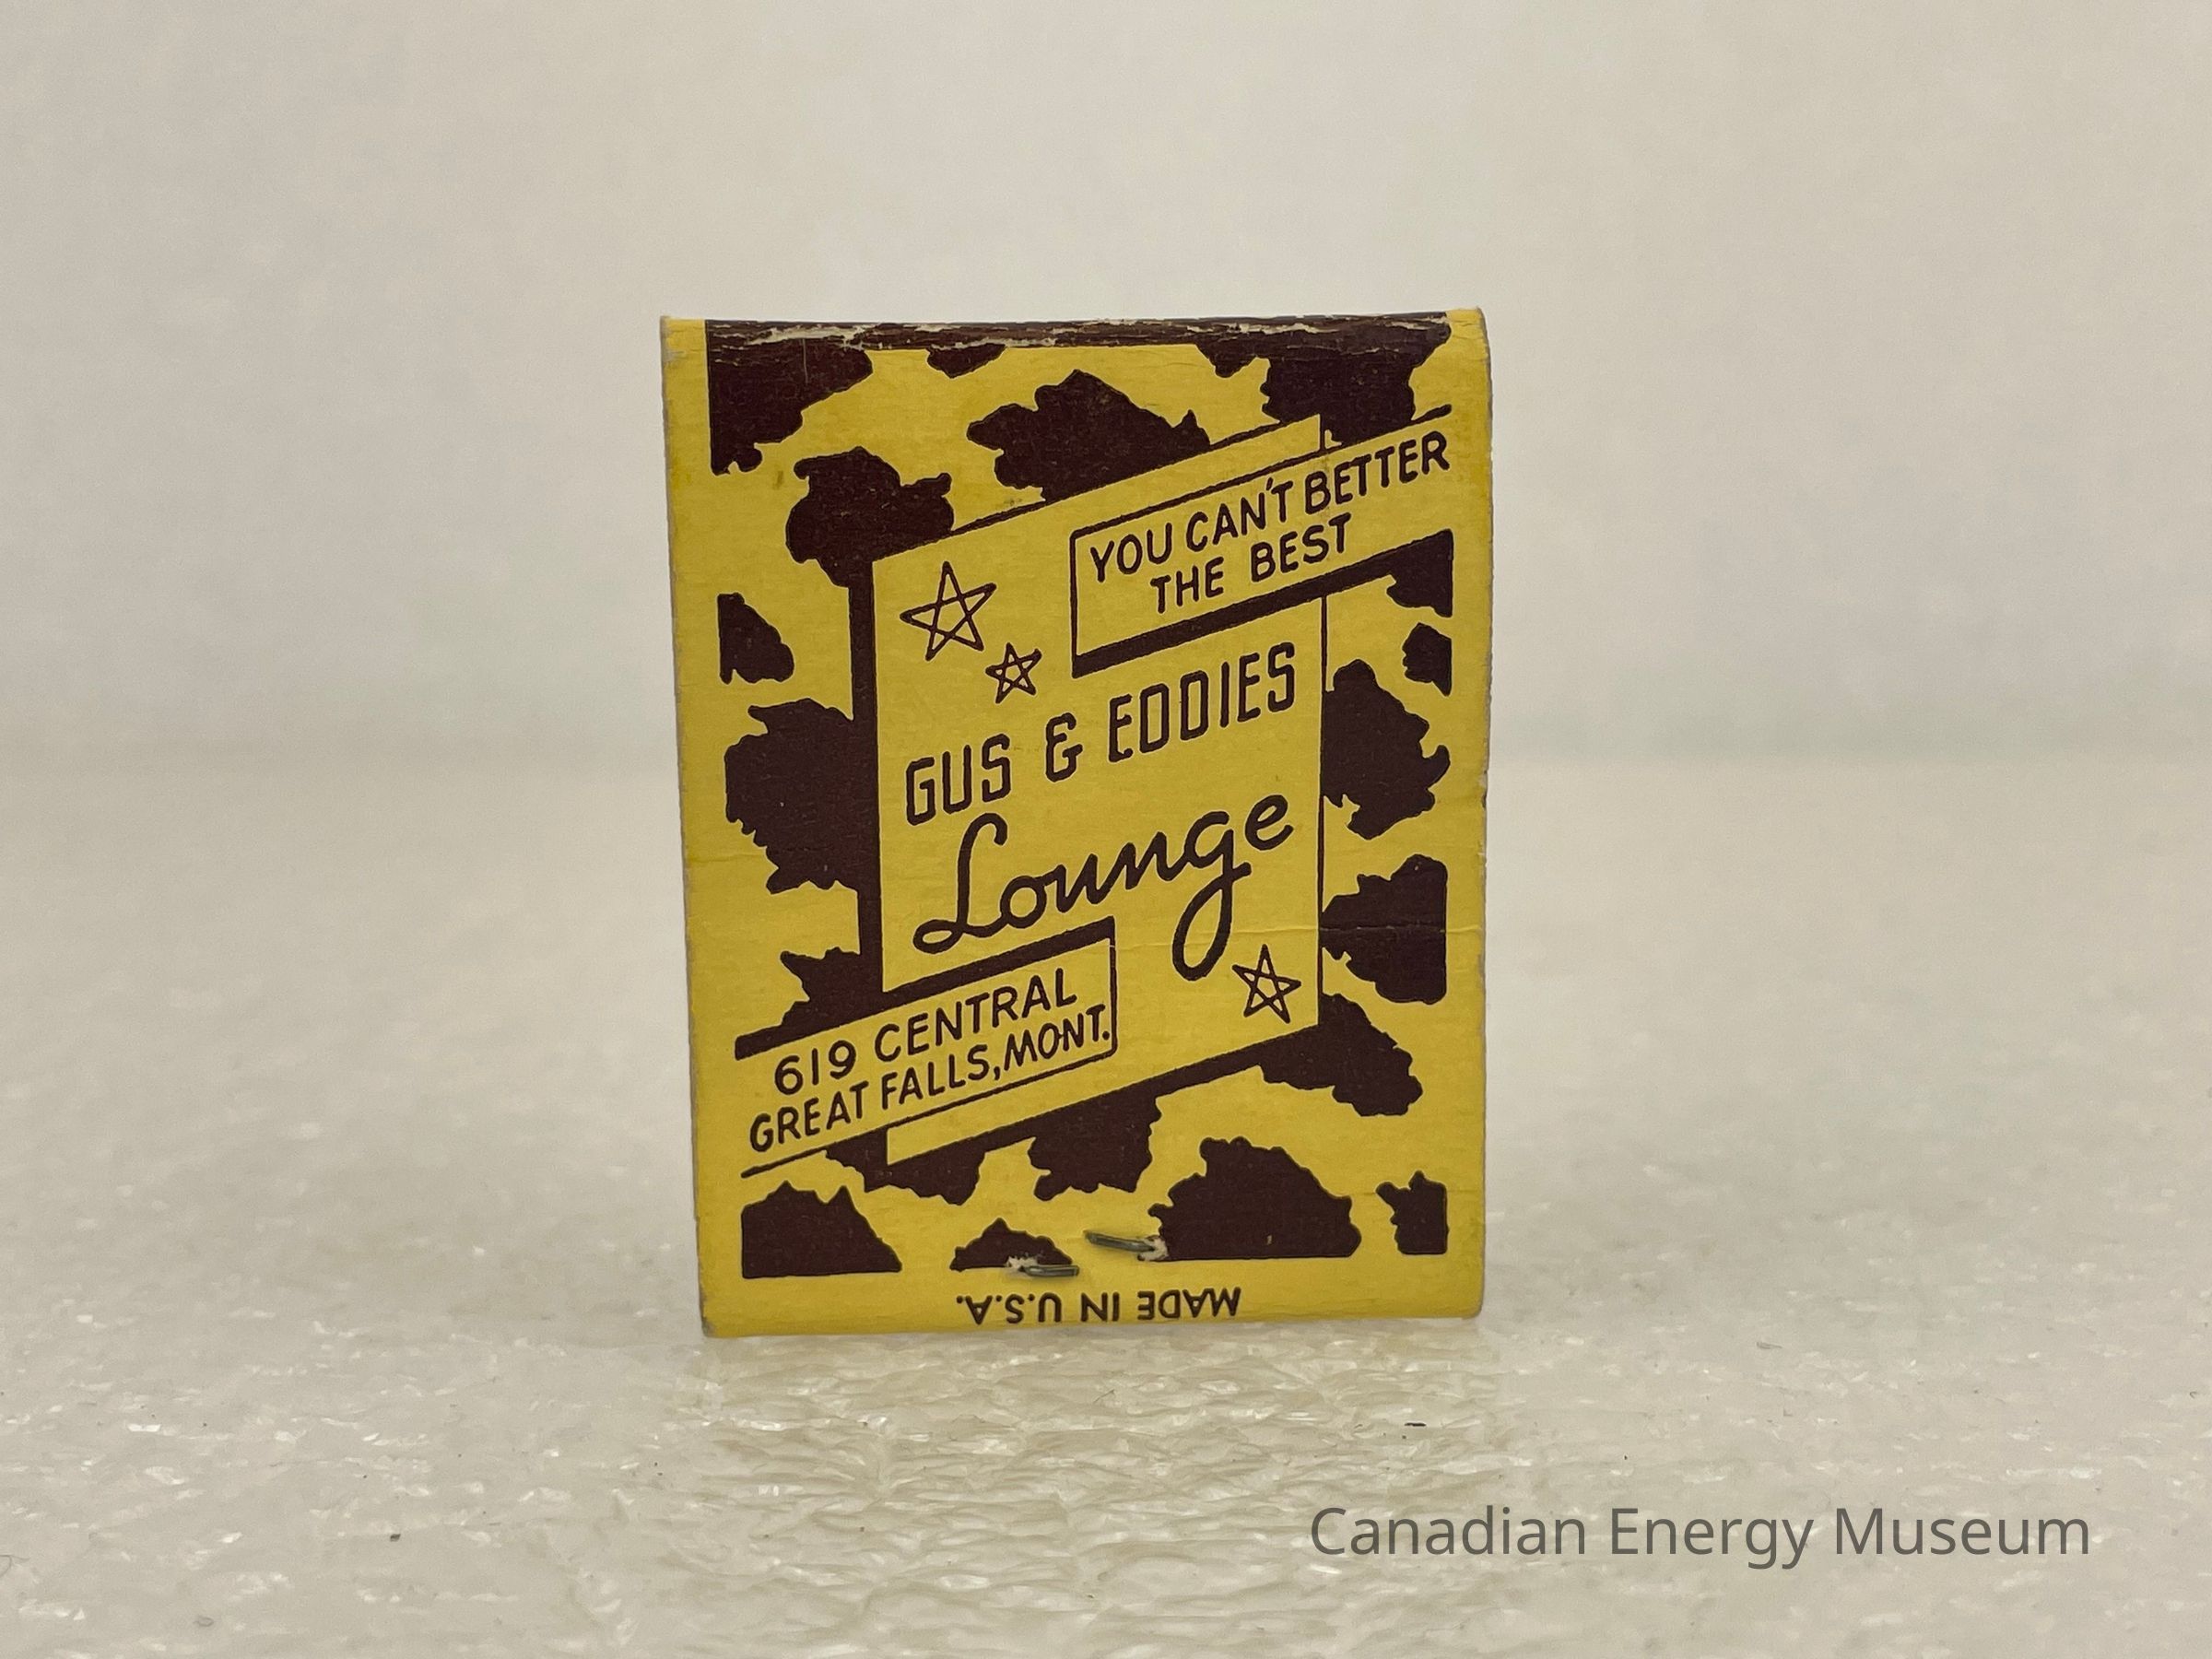 YOU CAN'T BETTER
THE BEST
GUS & EDDIES
Lounge
619 CENTRAL
GREAT FALLS, MONT.
MADE IN U.S.A.
Canadian Energy Museum